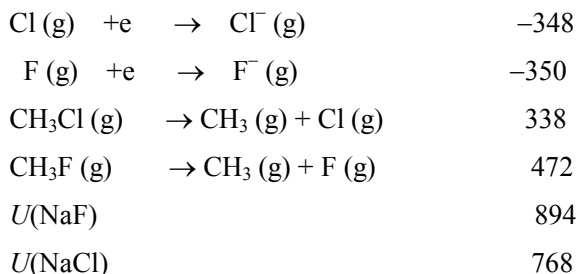 Cl (g) +e → Cl⁻ (g) −348
F (g) +e → F⁻ (g) −350
CH₃Cl (g) → CH₃ (g) + Cl (g) 338
CH₃F (g) → CH₃ (g) + F (g) 472
U(NaF) 894
U(NaCl) 768